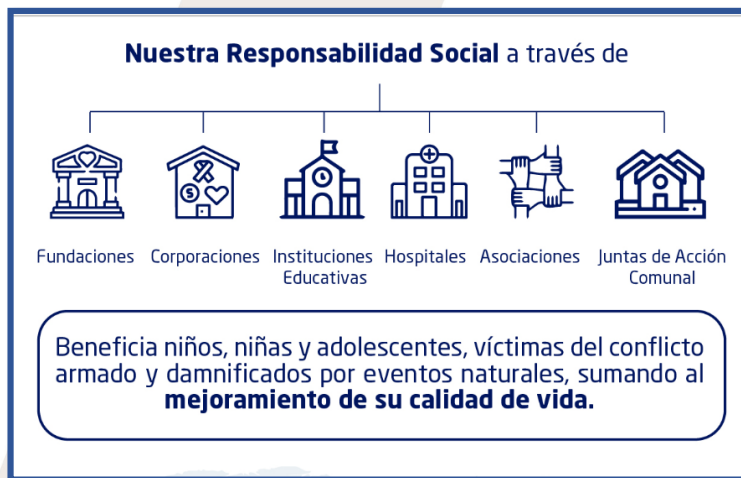 Nuestra Responsabilidad Social a través de
$
Fundaciones Corporaciones Instituciones Educativas Hospitales Asociaciones Juntas de Acción Comunal
Beneficia niños, niñas y adolescentes, víctimas del conflicto
armado y damnificados por eventos naturales, sumando al
mejoramiento de su calidad de vida.